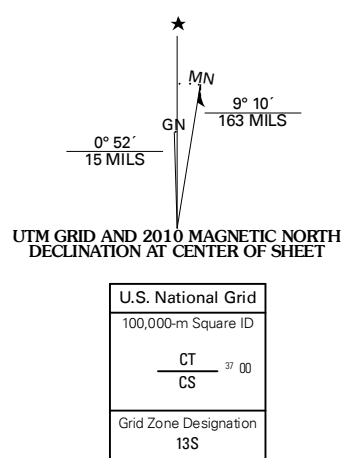 MN
GN
9° 10´
163 MILS
0° 52´
15 MILS
UTM GRID AND 2010 MAGNETIC NORTH
DECLINATION AT CENTER OF SHEET
U.S. National Grid
100,000-m Square ID
CT
37 00
CS
Grid Zone Designation
13S